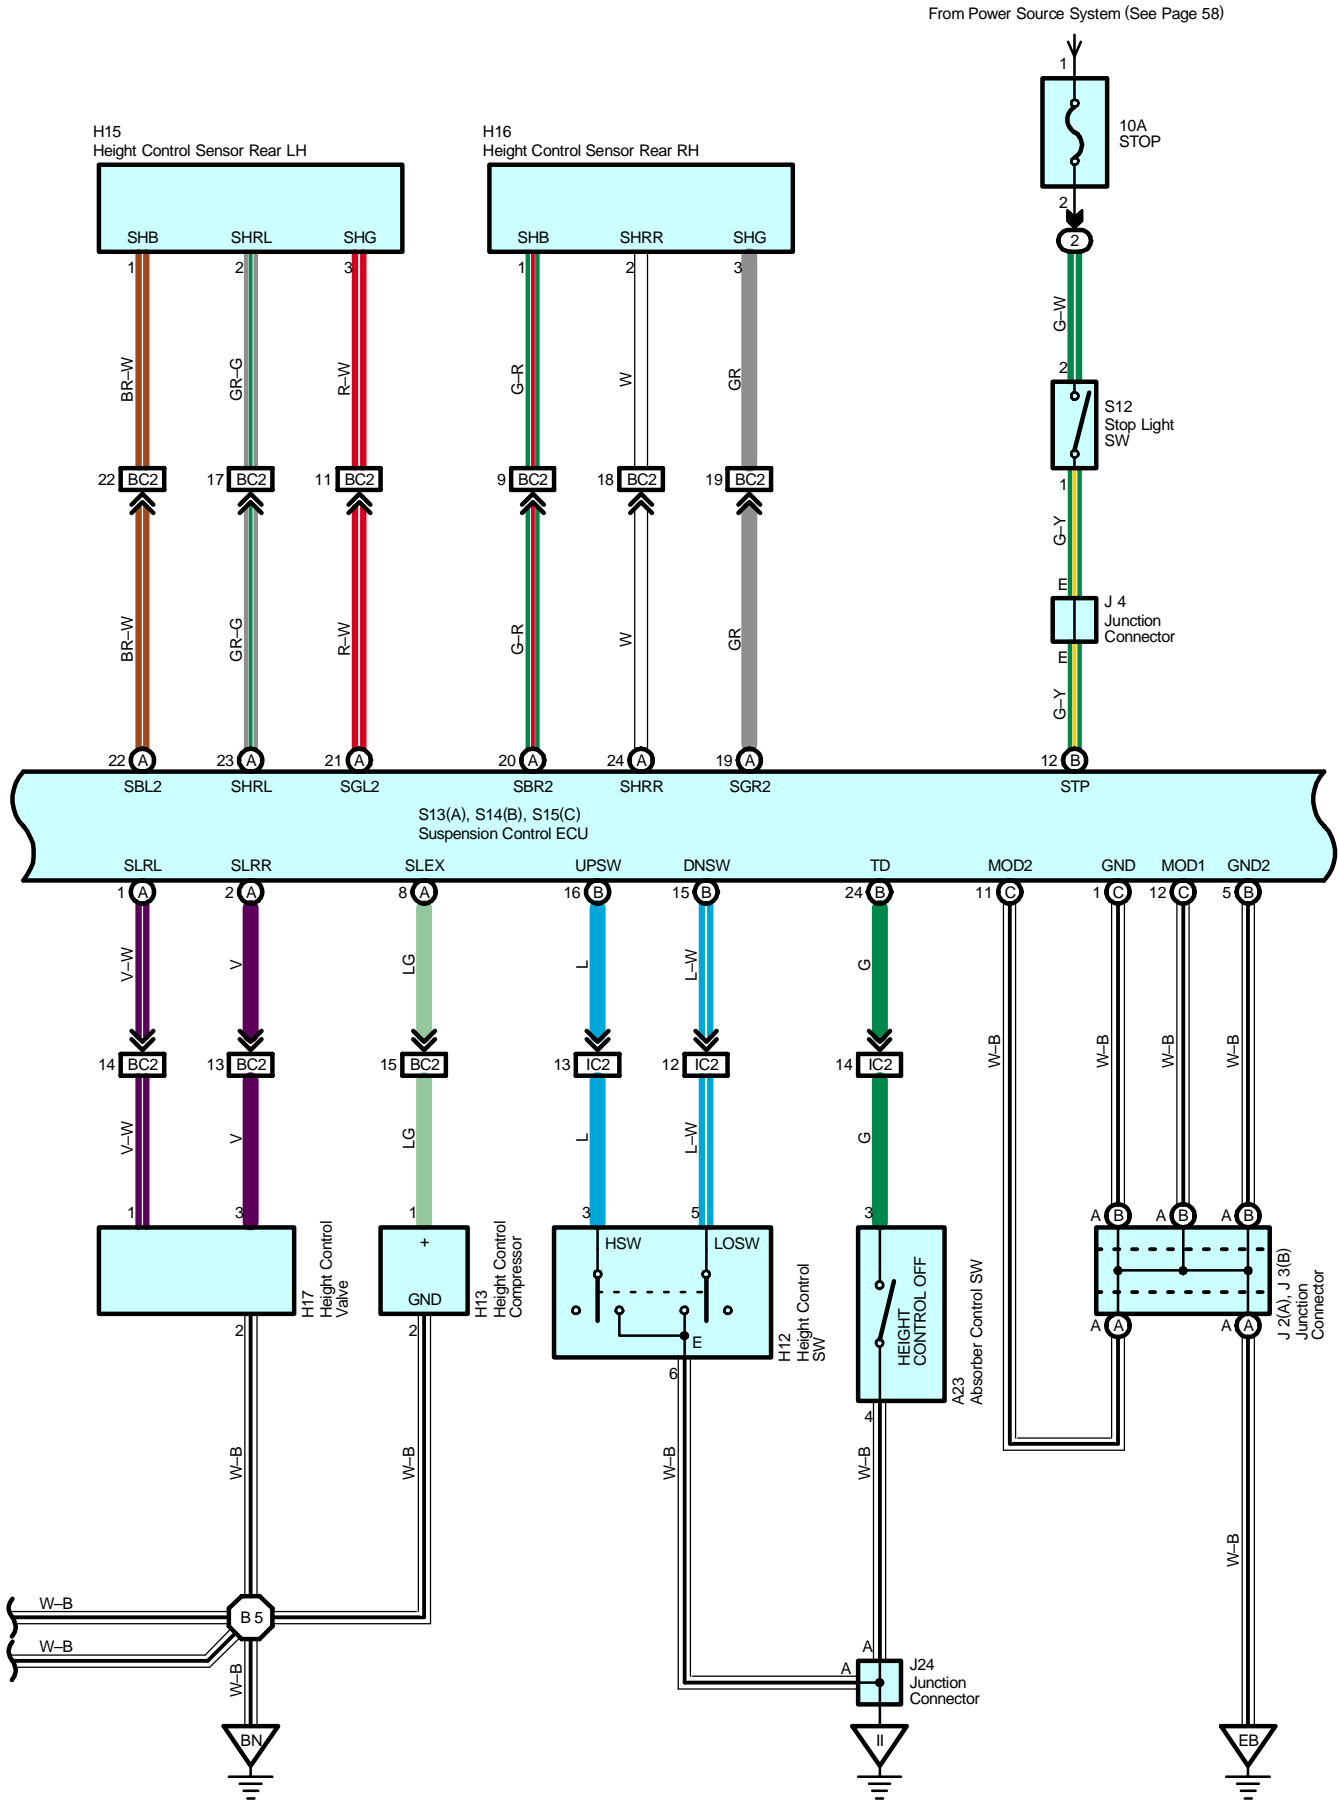 From Power Source System (See Page 58)
1
10A
STOP
2
2
H15
Height Control Sensor Rear LH
H16
Height Control Sensor Rear RH
SHB SHRL SHG
SHB SHRR SHG
1 2 3
1 2 3
G–W
BR–W GR–G R–W
G–R W GR
2
S12
Stop Light
SW
1
22 BC2 17 BC2 11 BC2
9 BC2 18 BC2 19 BC2
G–Y
E
J 4
Junction
Connector
E
BR–W GR–G R–W
G–R W GR
G–Y
22 A 23 A 21 A 20 A 24 A 19 A 12 B
SBL2 SHRL SGL2 SBR2 SHRR SGR2 STP
S13(A), S14(B), S15(C)
Suspension Control ECU
SLRL SLRR SLEX UPSW DNSW TD MOD2 GND MOD1 GND2
1 A 2 A 8 A 16 B 15 B 24 B 11 C 1 C 12 C 5 B
V–W V LG L L–W G
W–B W–B W–B W–B
14 BC2 13 BC2 15 BC2 13 IC2 12 IC2 14 IC2
V–W V LG L L–W G
1 3 1 3 5 3
A B A B A B
H17
Height Control
Valve
+
GND
H13
Height Control
Compressor
HSW LOSW
E
H12
Height Control
SW
HEIGHT
CONTROL OFF
A23
Absorber Control SW
J 2(A), J 3(B)
Junction
Connector
A A A A
2 2 6 4
W–B W–B W–B W–B
W–B
W–B
B 5
W–B
W–B
A
A
J24
Junction
Connector
BN
II
EB